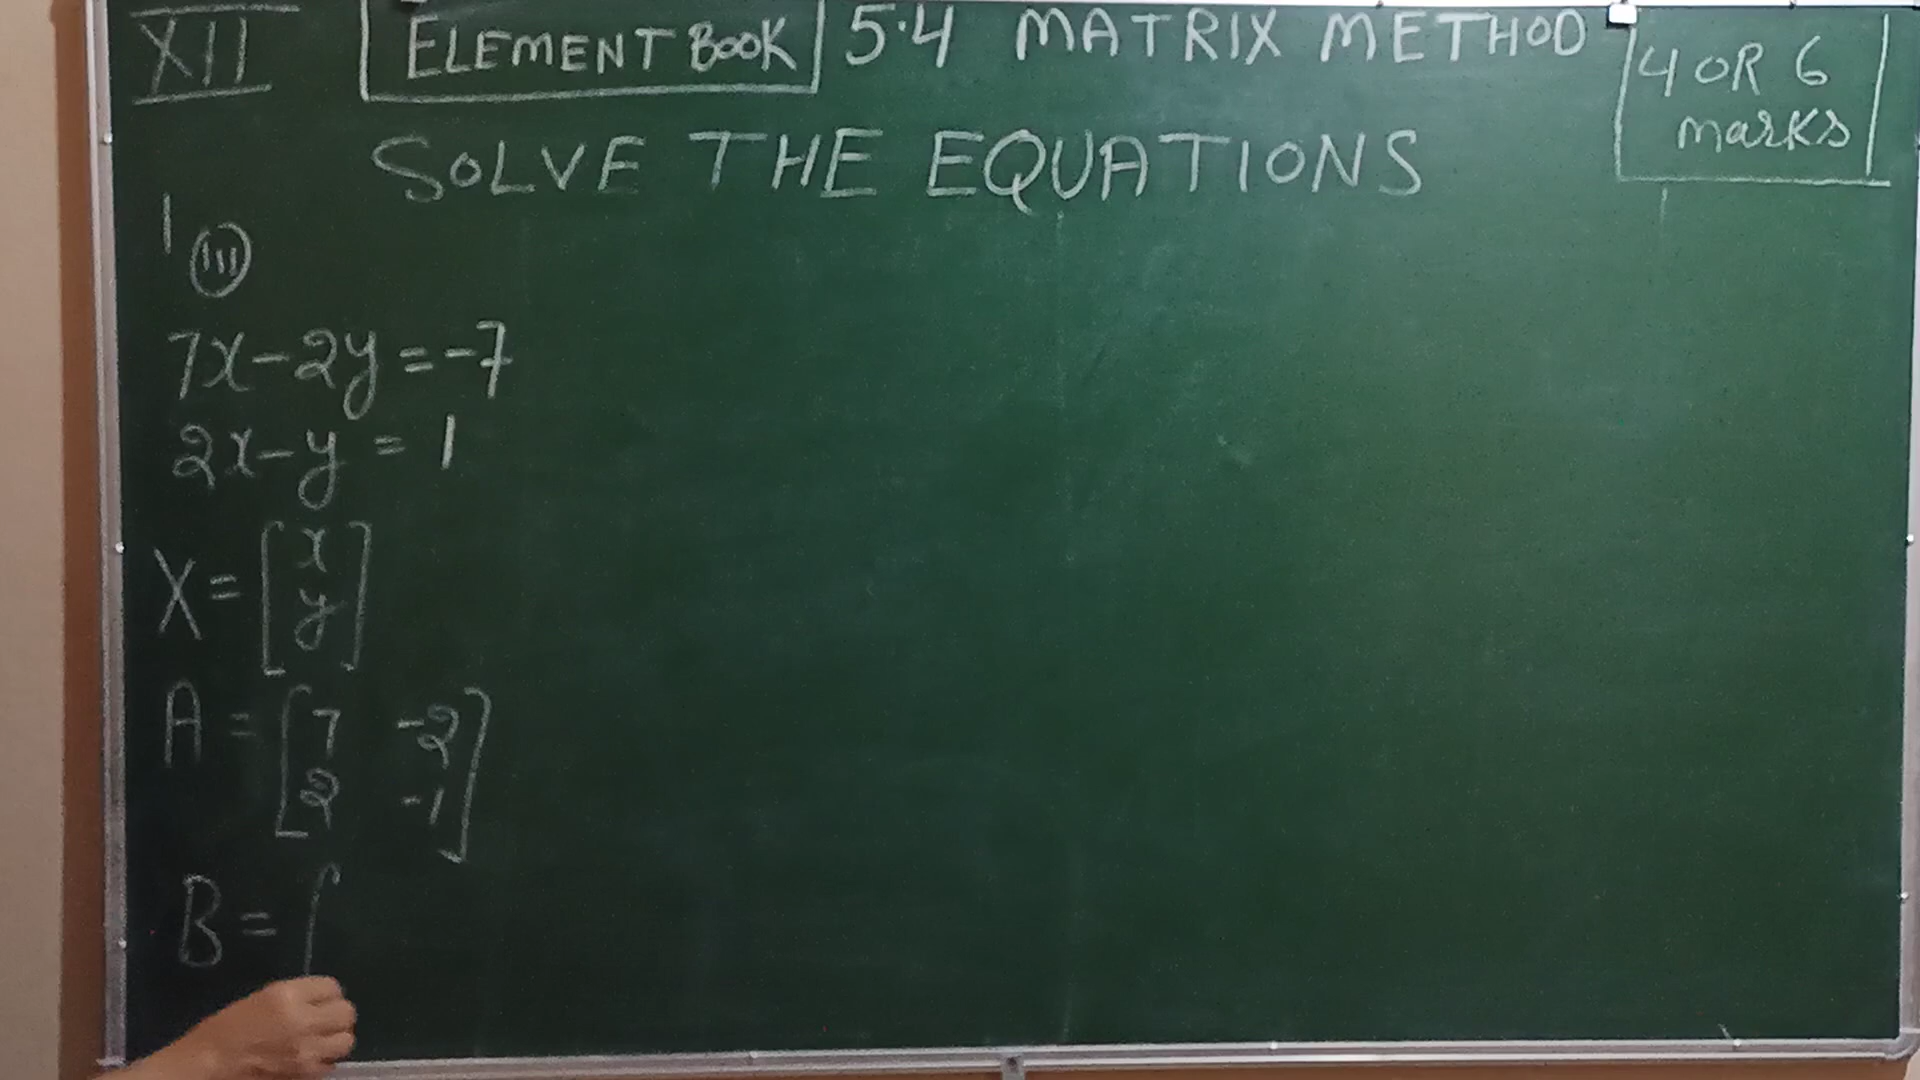 XII ELEMENT BOOK 5.4 MATRIX METHOD
4 OR 6
marks
SOLVE THE EQUATIONS
1 (iii)
7x-2y=-7
2x-y = 1
X = [x
y]
A = [7 -2
2 -1]
B = [